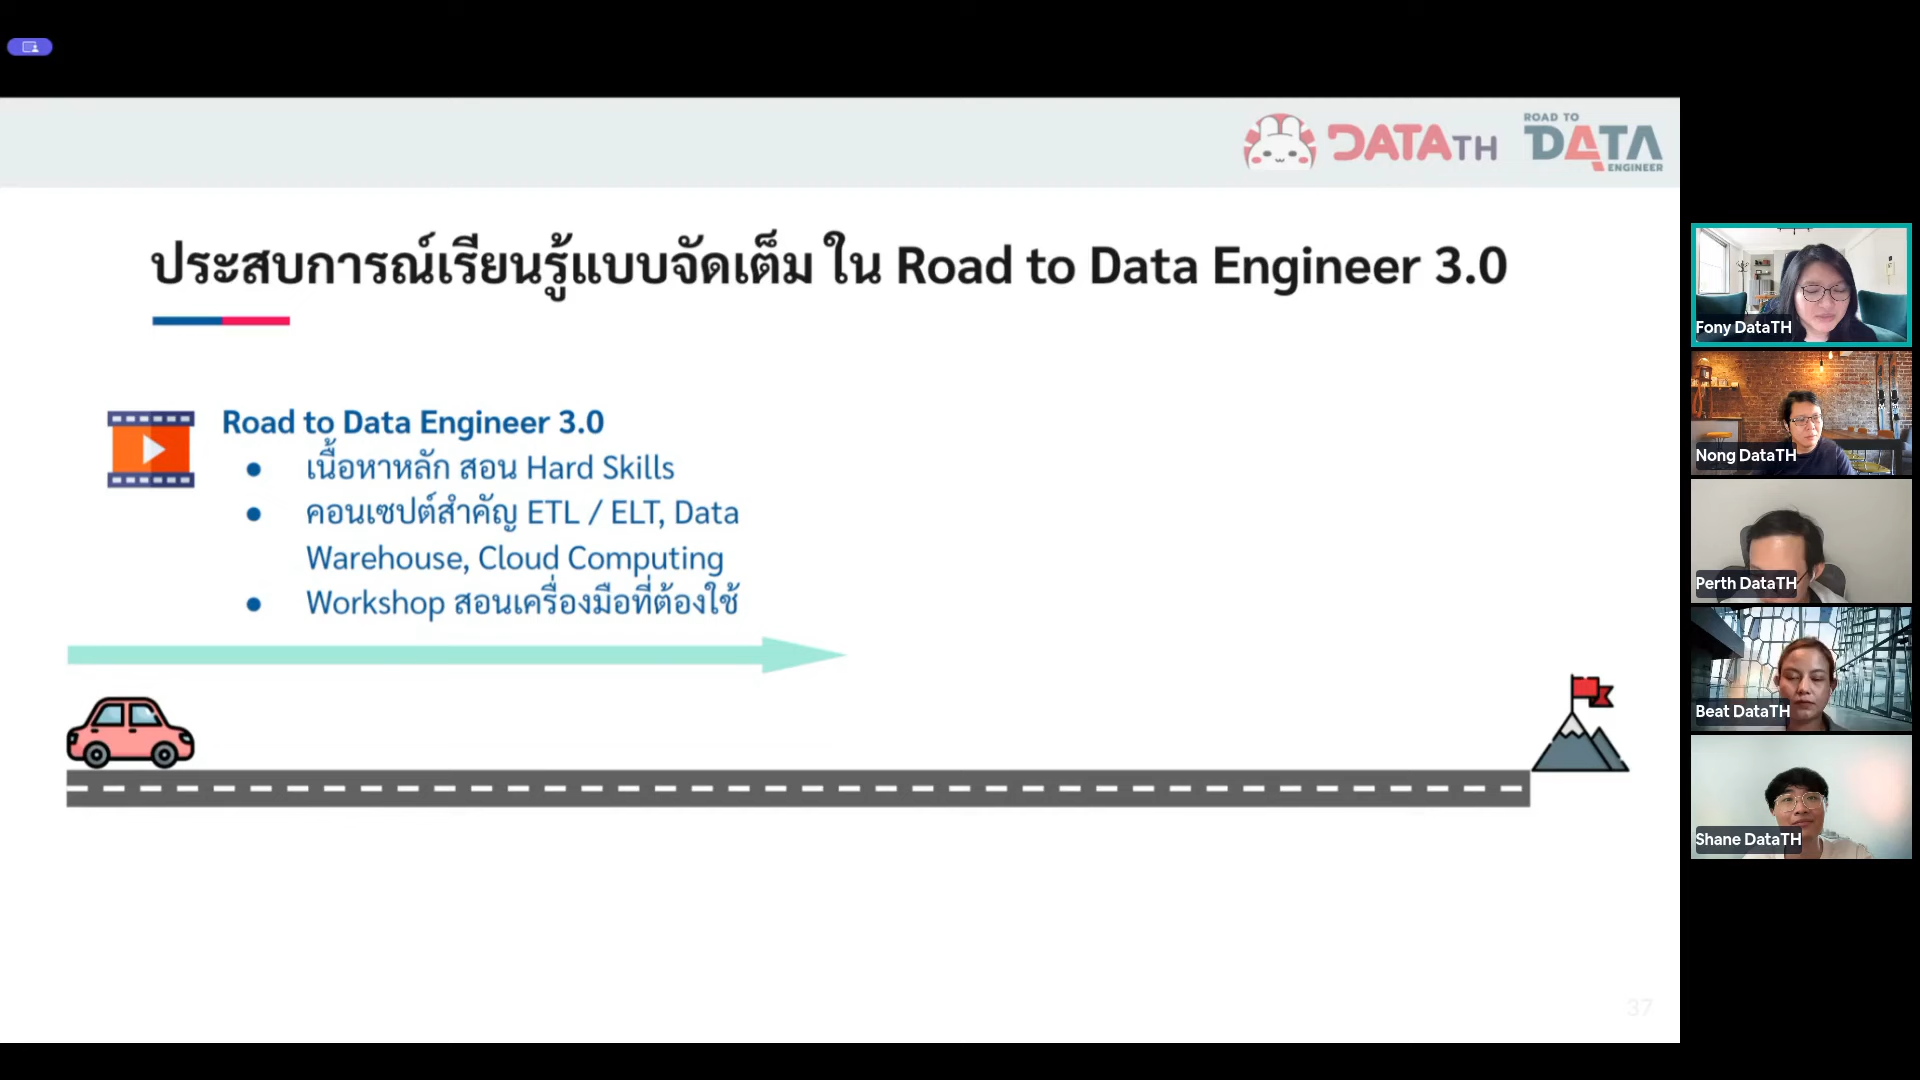 DATATH
ROAD TO
DATA
ENGINEER
ประสบการณ์เรียนรู้แบบจัดเต็ม ใน Road to Data Engineer 3.0
Road to Data Engineer 3.0
● เนื้อหาหลัก สอน Hard Skills
● คอนเซปต์สำคัญ ETL / ELT, Data
Warehouse, Cloud Computing
● Workshop สอนเครื่องมือที่ต้องใช้
37
Fony DataTH
Nong DataTH
Perth DataTH
Beat DataTH
Shane DataTH